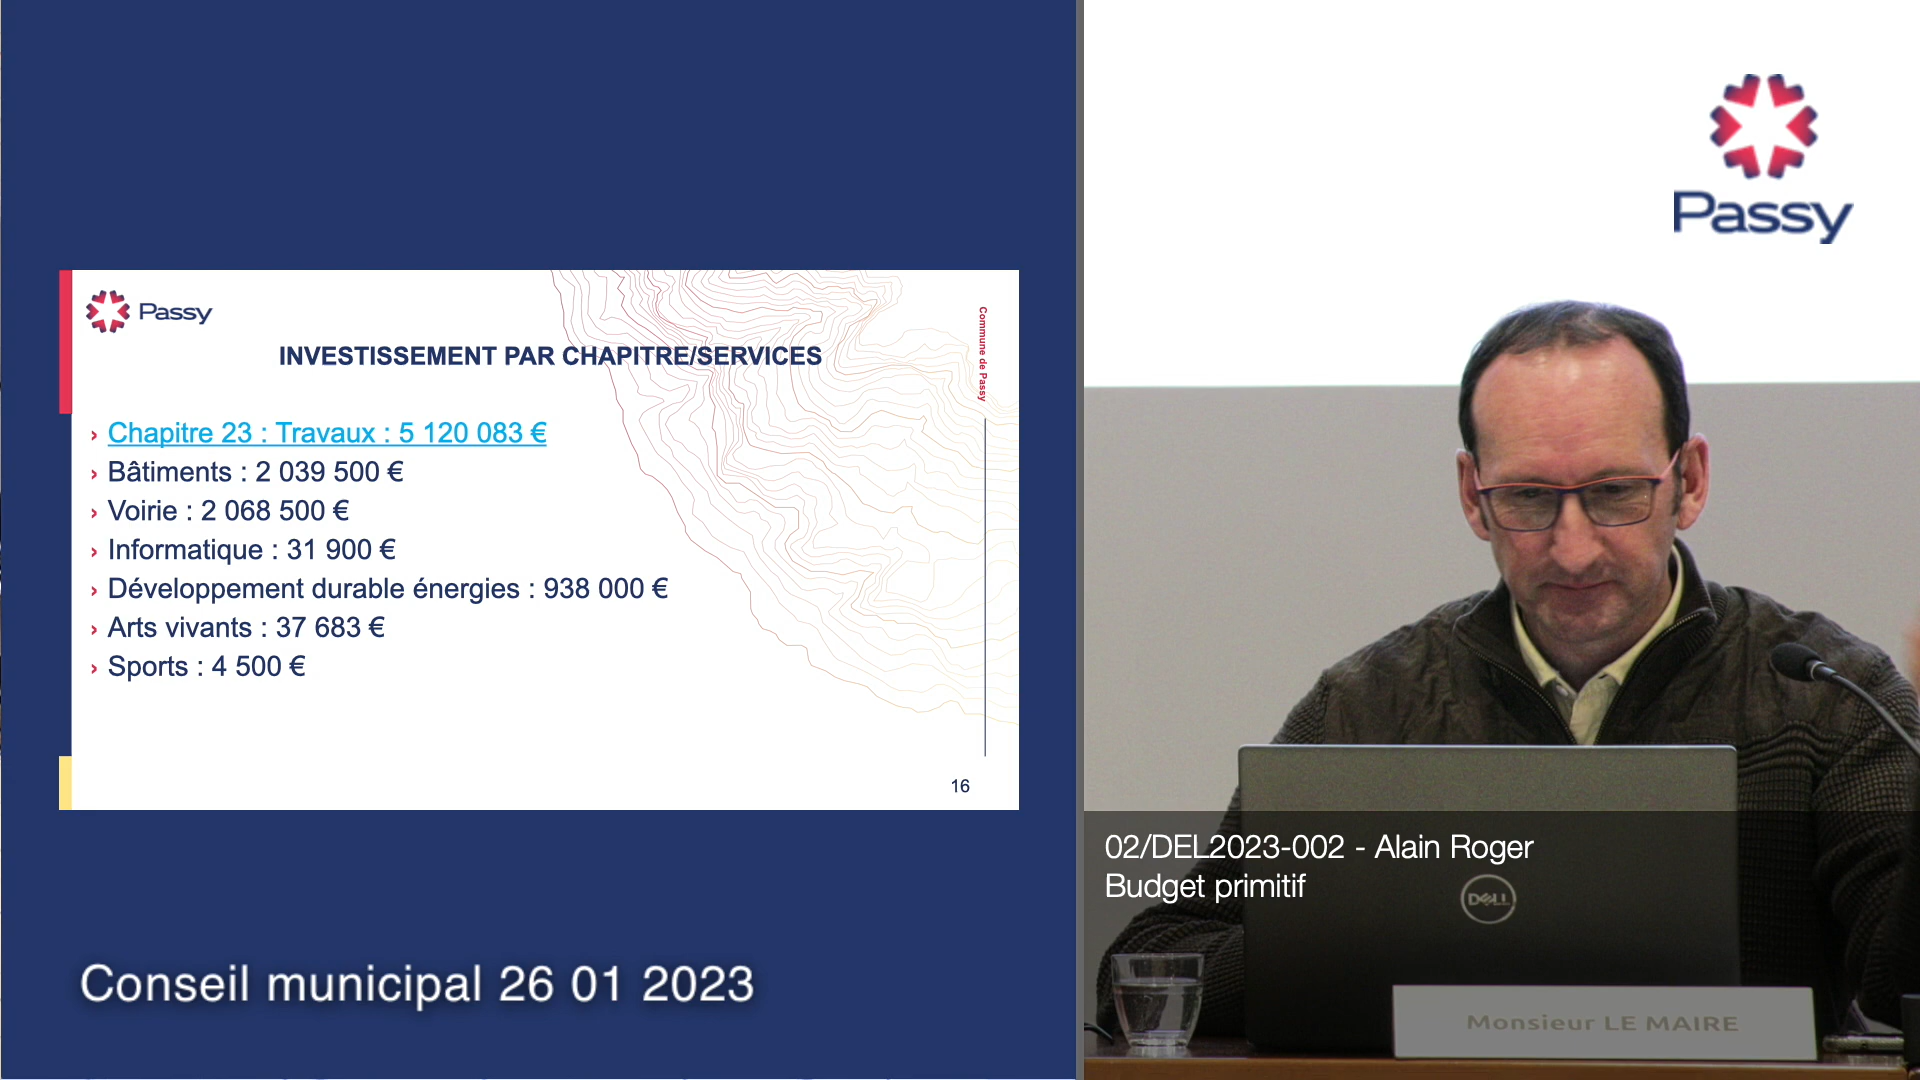 Passy
Commune de Passy
INVESTISSEMENT PAR CHAPITRE/SERVICES
› Chapitre 23 : Travaux : 5 120 083 €
› Bâtiments : 2 039 500 €
› Voirie : 2 068 500 €
› Informatique : 31 900 €
› Développement durable énergies : 938 000 €
› Arts vivants : 37 683 €
› Sports : 4 500 €
16
Conseil municipal 26 01 2023
Passy
02/DEL2023-002 - Alain Roger
Budget primitif
DELL
Monsieur LE MAIRE